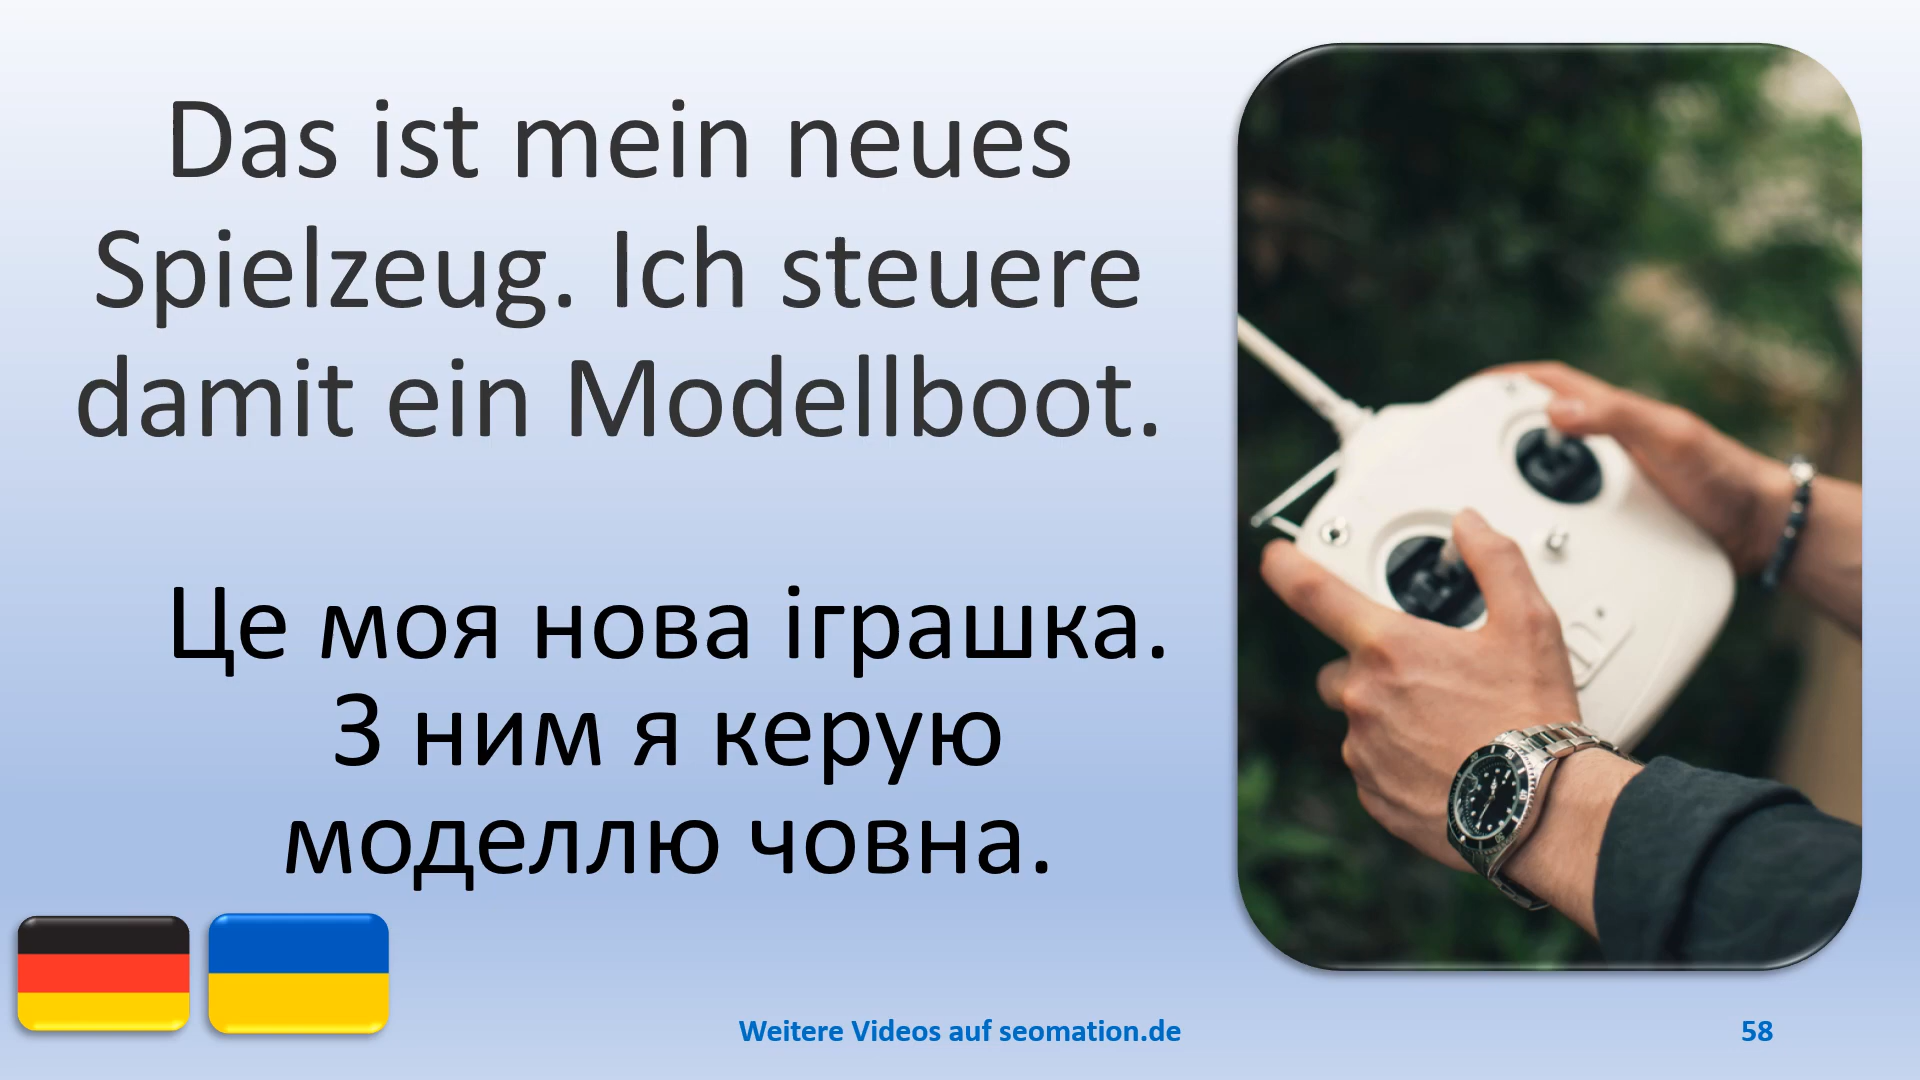 Das ist mein neues
Spielzeug. Ich steuere
damit ein Modellboot.
Це моя нова іграшка.
З ним я керую
моделлю човна.
Weitere Videos auf seomation.de
58